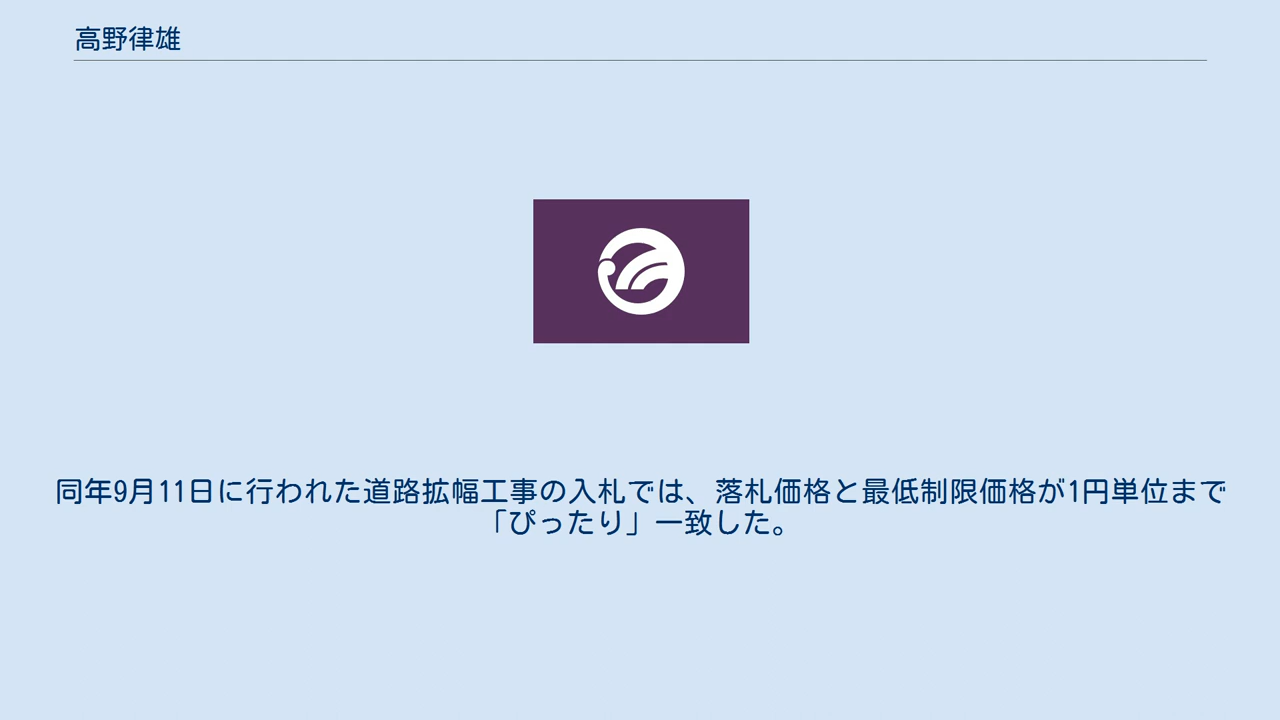 高野律雄
同年9月11日に行われた道路拡幅工事の入札では、落札価格と最低制限価格が1円単位まで
「ぴったり」一致した。